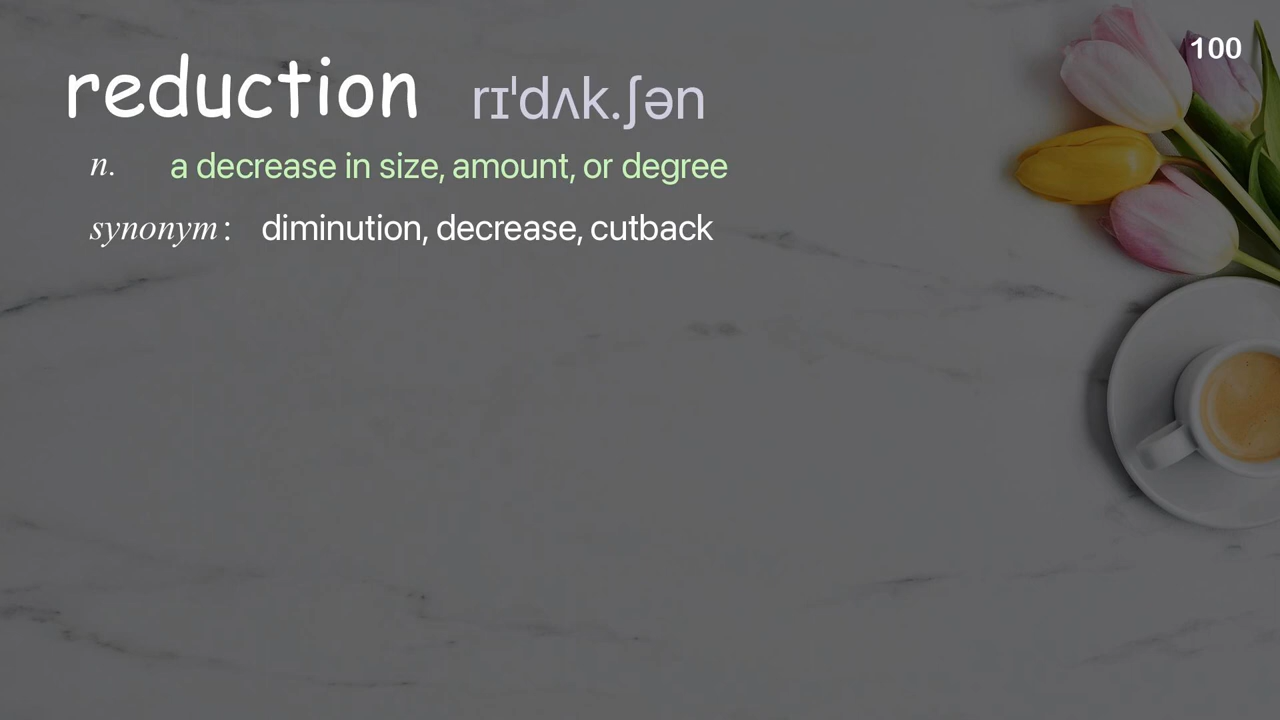 100
reduction rɪˈdʌk.ʃən
n. a decrease in size, amount, or degree
synonym: diminution, decrease, cutback